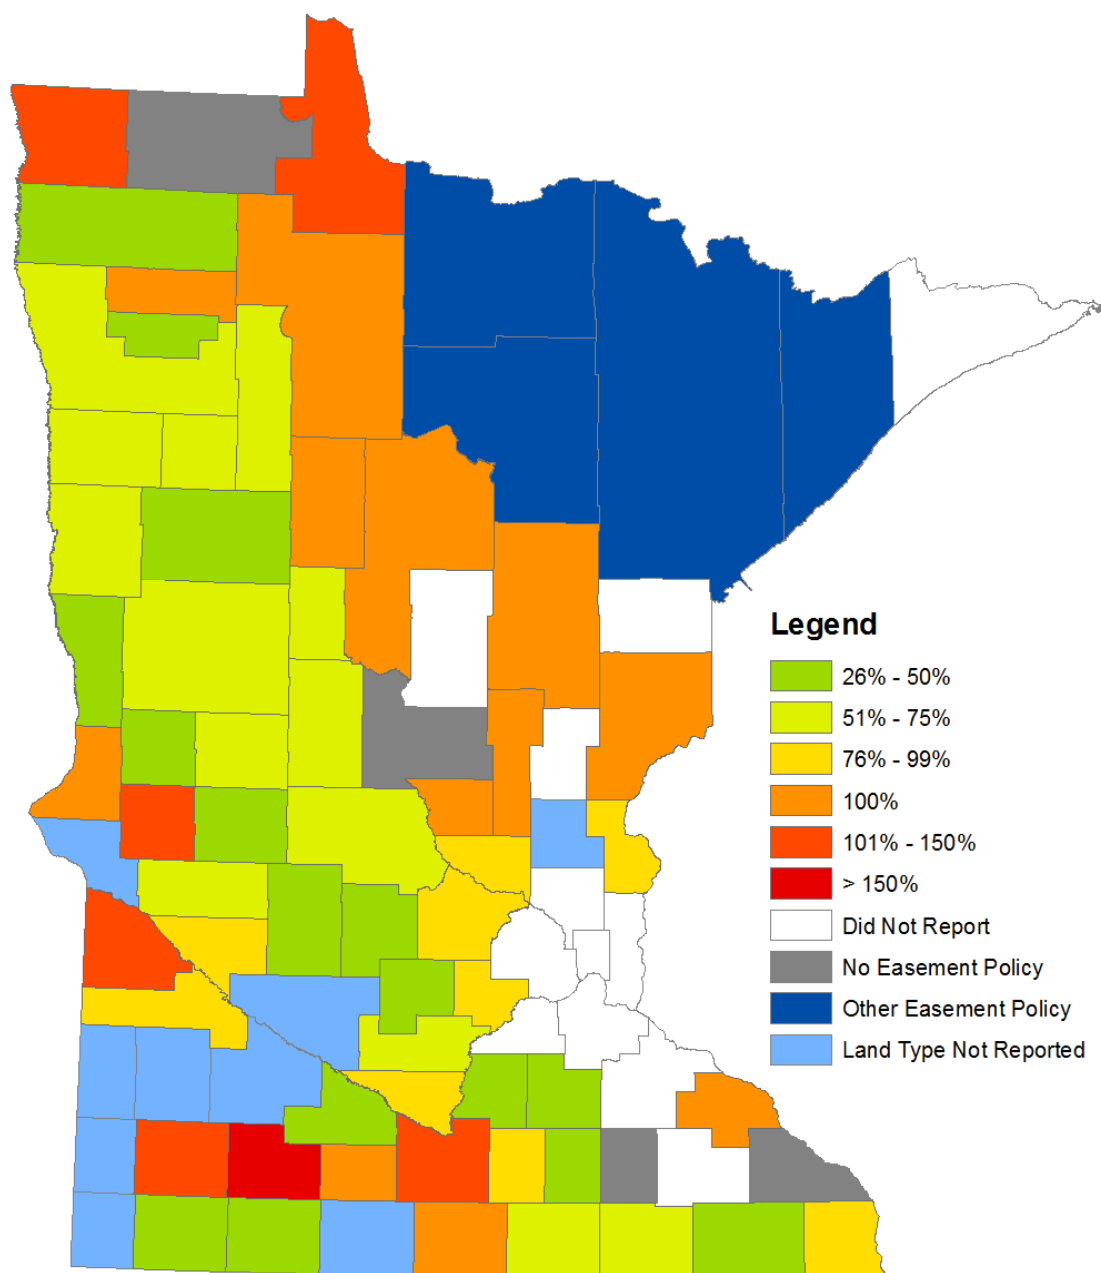 Legend
26% - 50%
51% - 75%
76% - 99%
100%
101% - 150%
> 150%
Did Not Report
No Easement Policy
Other Easement Policy
Land Type Not Reported